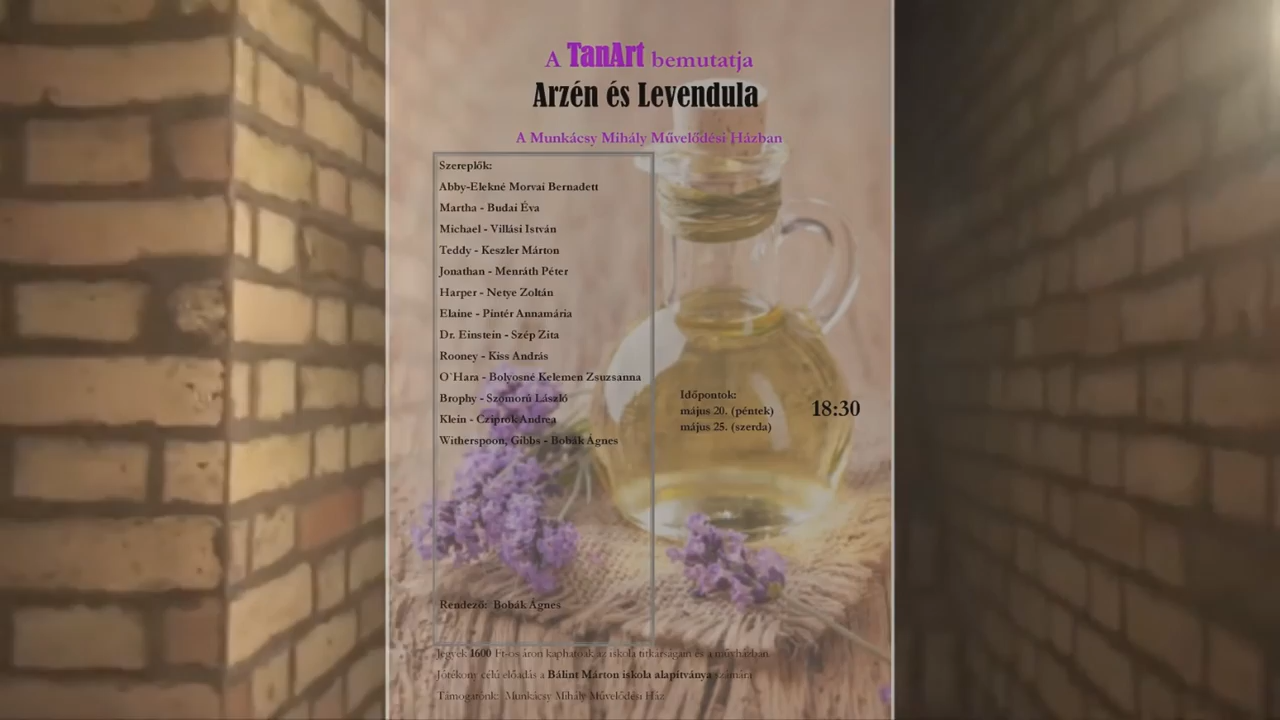 A TanArt bemutatja
Arzén és Levendula
A Munkácsy Mihály Művelődési Házban
Szereplők:
Abby-Elekné Morvai Bernadett
Martha - Budai Éva
Michael - Villási István
Teddy - Keszler Márton
Jonathan - Menráth Péter
Harper - Netye Zoltán
Elaine - Pintér Annamária
Dr. Einstein - Szép Zita
Rooney - Kiss András
O`Hara - Bolyosné Kelemen Zsuzsanna
Brophy - Szomorú László
Klein - Cziprok Andrea
Witherspoon, Gibbs - Bobák Ágnes
Időpontok:
május 20. (péntek)
május 25. (szerda)
18:30
Rendező: Bobák Ágnes
Jegyek 1600 Ft-os áron kaphatóak az iskola titkárságain és a művházban
Jótékony célú előadás a Bálint Márton iskola alapítványa számára
Támogatónk: Munkácsy Mihály Művelődési Ház